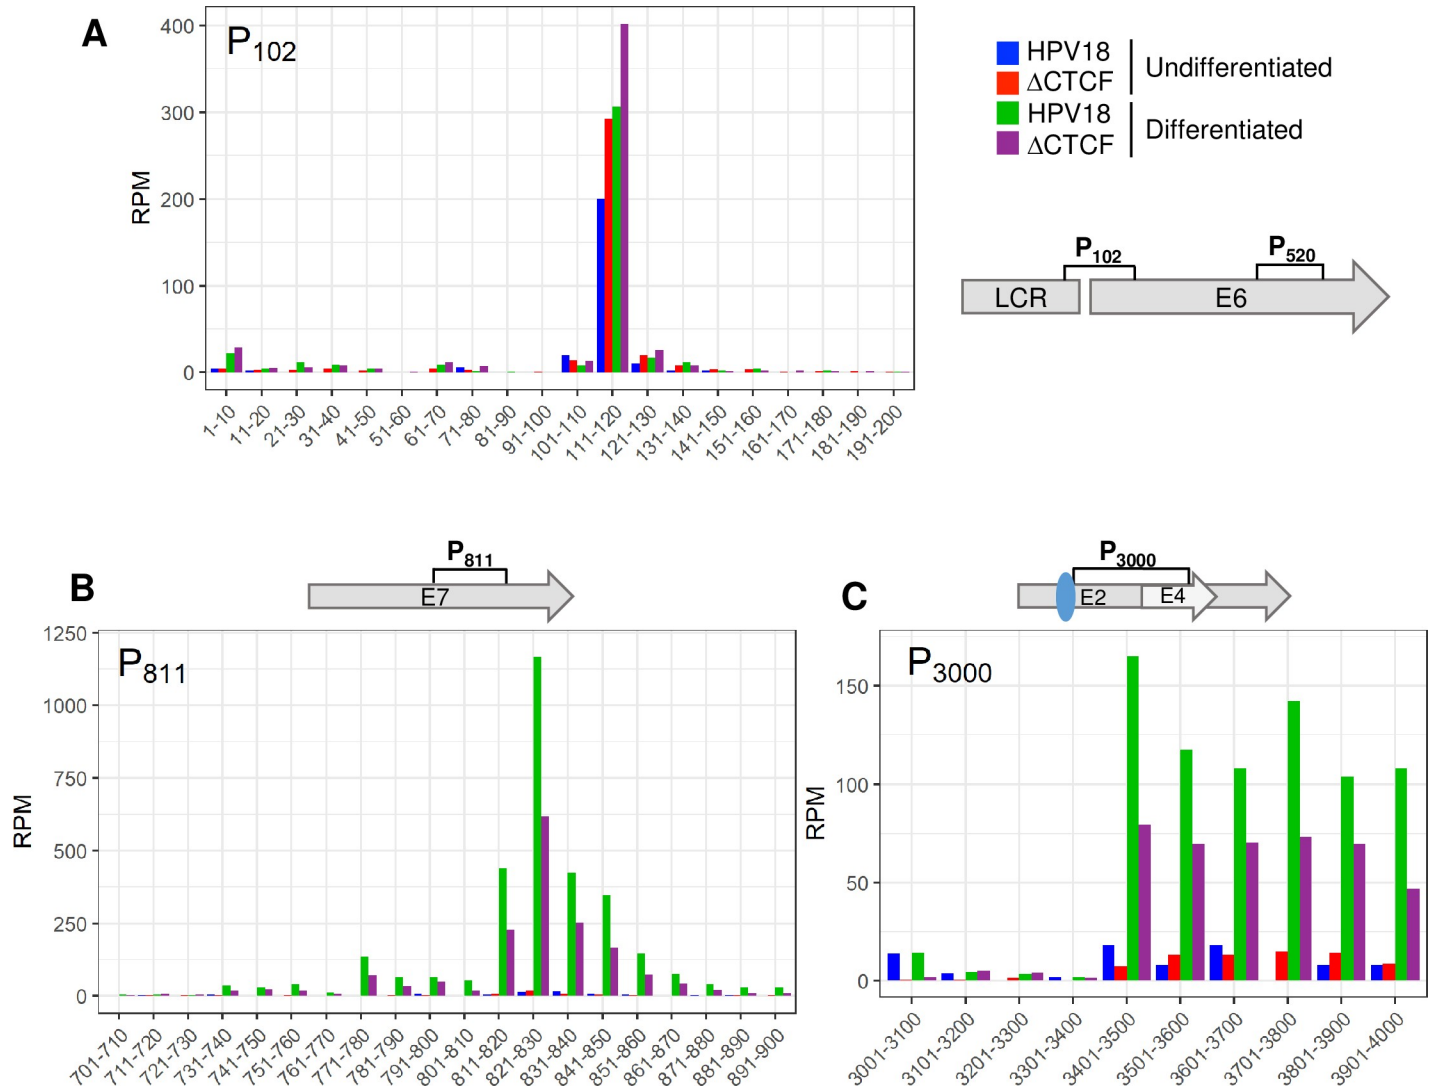 A
P102
RPM
400
300
200
100
0
1-10
11-20
21-30
31-40
41-50
51-60
61-70
71-80
81-90
91-100
101-110
111-120
121-130
131-140
141-150
151-160
161-170
171-180
181-190
191-200
HPV18
ΔCTCF
Undifferentiated
HPV18
ΔCTCF
Differentiated
P102
P520
LCR
E6
B
P811
E7
P811
RPM
1250
1000
750
500
250
0
701-710
711-720
721-730
731-740
741-750
751-760
761-770
771-780
781-790
791-800
801-810
811-820
821-830
831-840
841-850
851-860
861-870
871-880
881-890
891-900
C
P3000
E2
E4
P3000
RPM
150
100
50
0
3001-3100
3101-3200
3201-3300
3301-3400
3401-3500
3501-3600
3601-3700
3701-3800
3801-3900
3901-4000